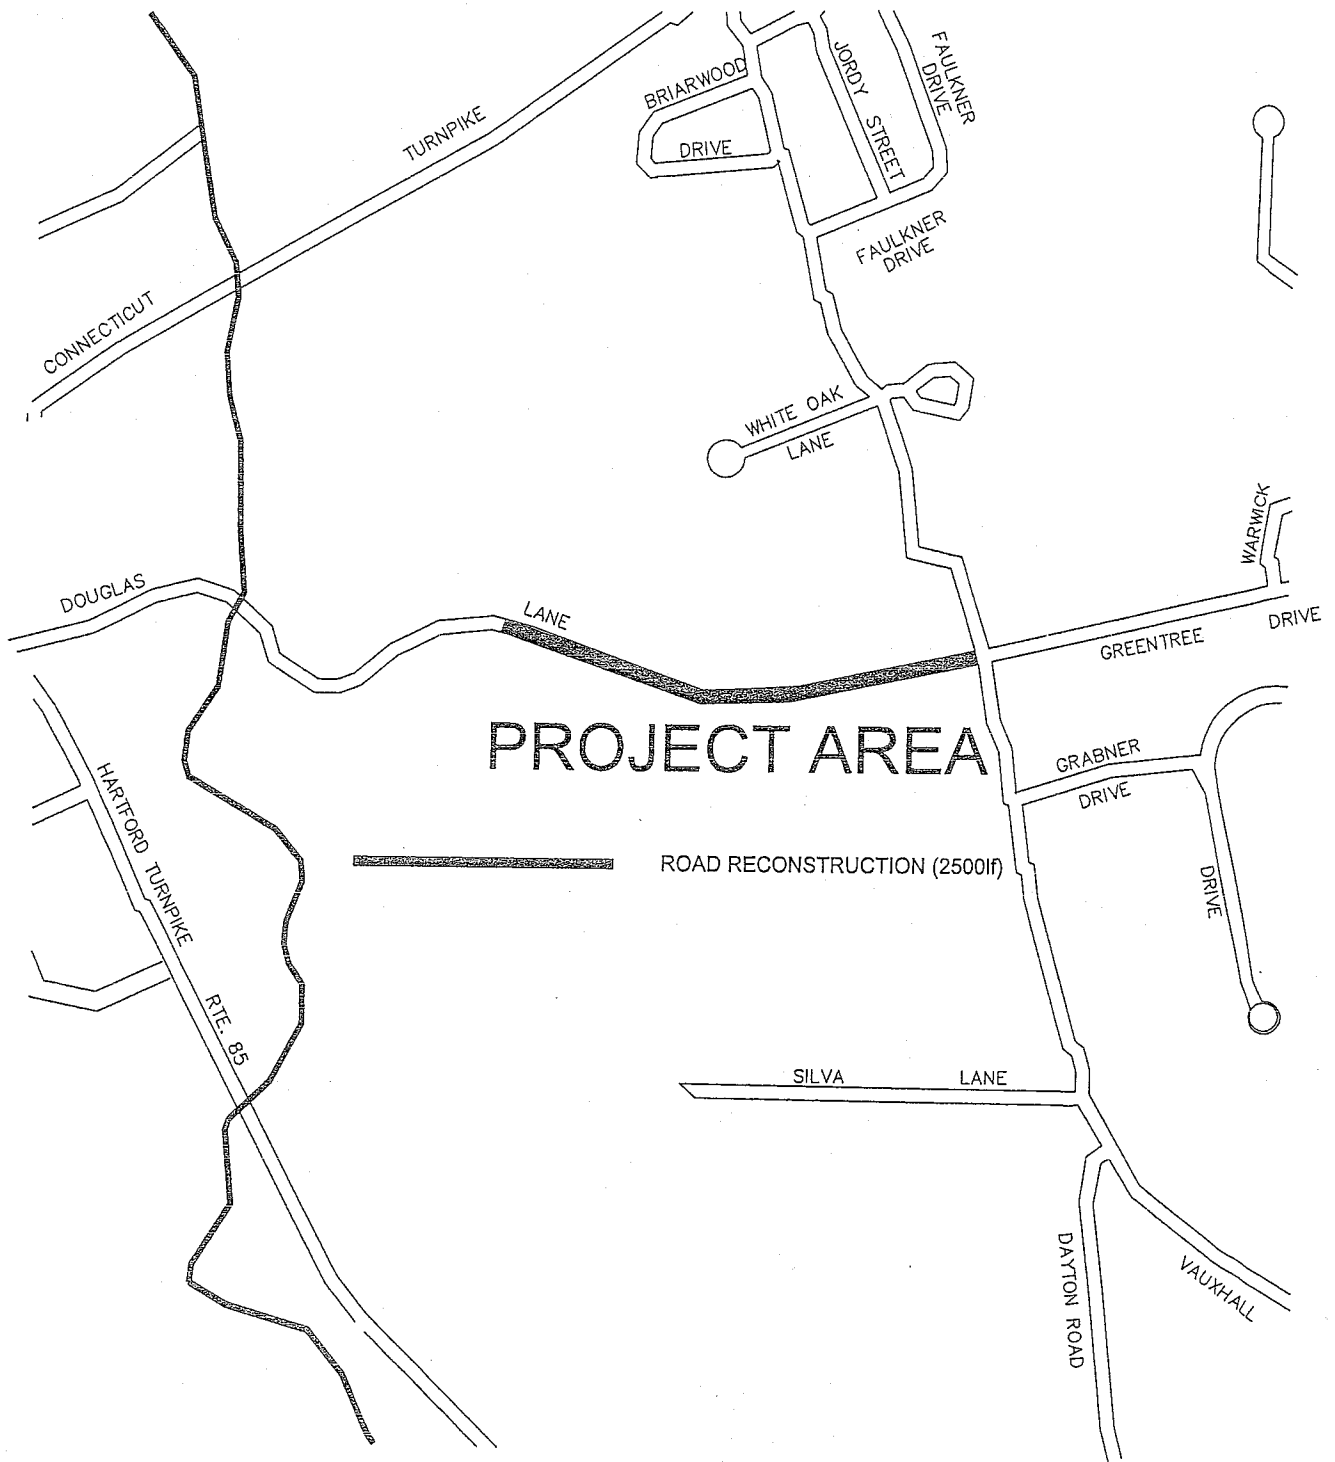 FAULKNER
DRIVE
JORDY
STREET
BRIARWOOD
DRIVE
TURNPIKE
CONNECTICUT
FAULKNER
DRIVE
WHITE OAK
LANE
WARWICK
DOUGLAS
LANE
GREENTREE
DRIVE
PROJECT AREA
GRABNER
DRIVE
DRIVE
HARTFORD TURNPIKE
RTE. 85
ROAD RECONSTRUCTION (2500lf)
SILVA LANE
DAYTON ROAD
VAUXHALL